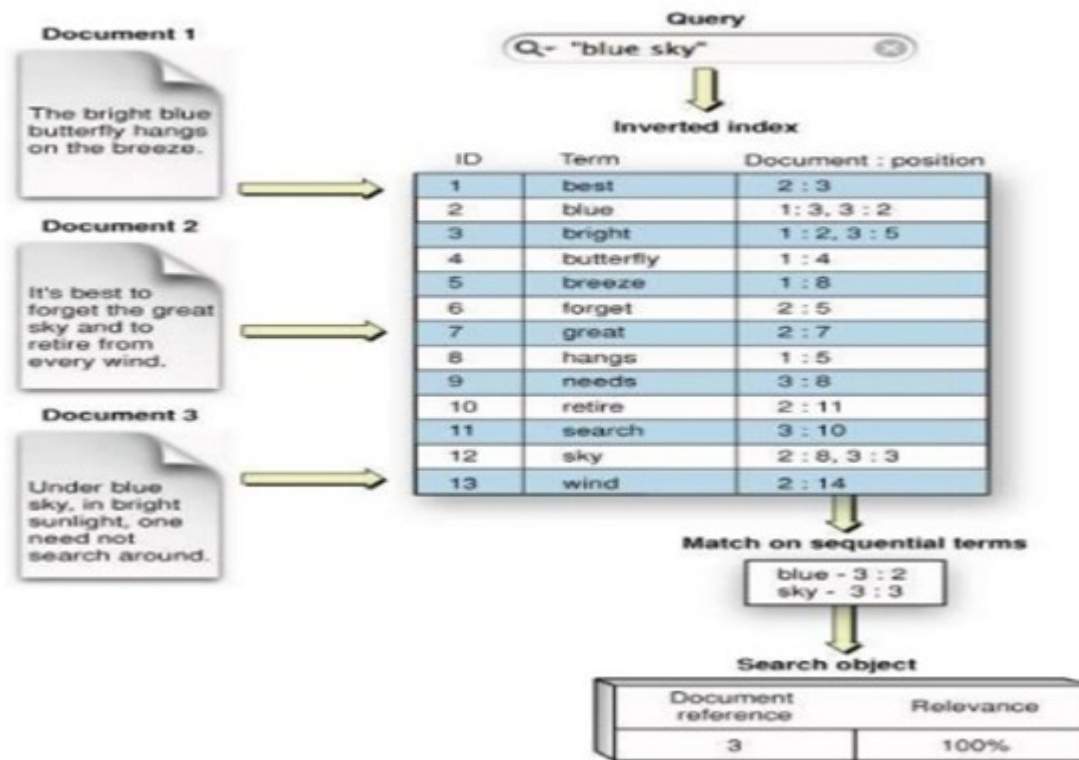 Document 1
The bright blue
butterfly hangs
on the breeze.
Document 2
It's best to
forget the great
sky and to
retire from
every wind.
Document 3
Under blue
sky, in bright
sunlight, one
need not
search around.
Query
"blue sky"
Inverted index
ID Term Document : position
1 best 2 : 3
2 blue 1: 3, 3 : 2
3 bright 1 : 2, 3 : 5
4 butterfly 1 : 4
5 breeze 1 : 8
6 forget 2 : 5
7 great 2 : 7
8 hangs 1 : 5
9 needs 3 : 8
10 retire 2 : 11
11 search 3 : 10
12 sky 2 : 8, 3 : 3
13 wind 2 : 14
Match on sequential terms
blue - 3 : 2
sky - 3 : 3
Search object
Document
reference
Relevance
3 100%